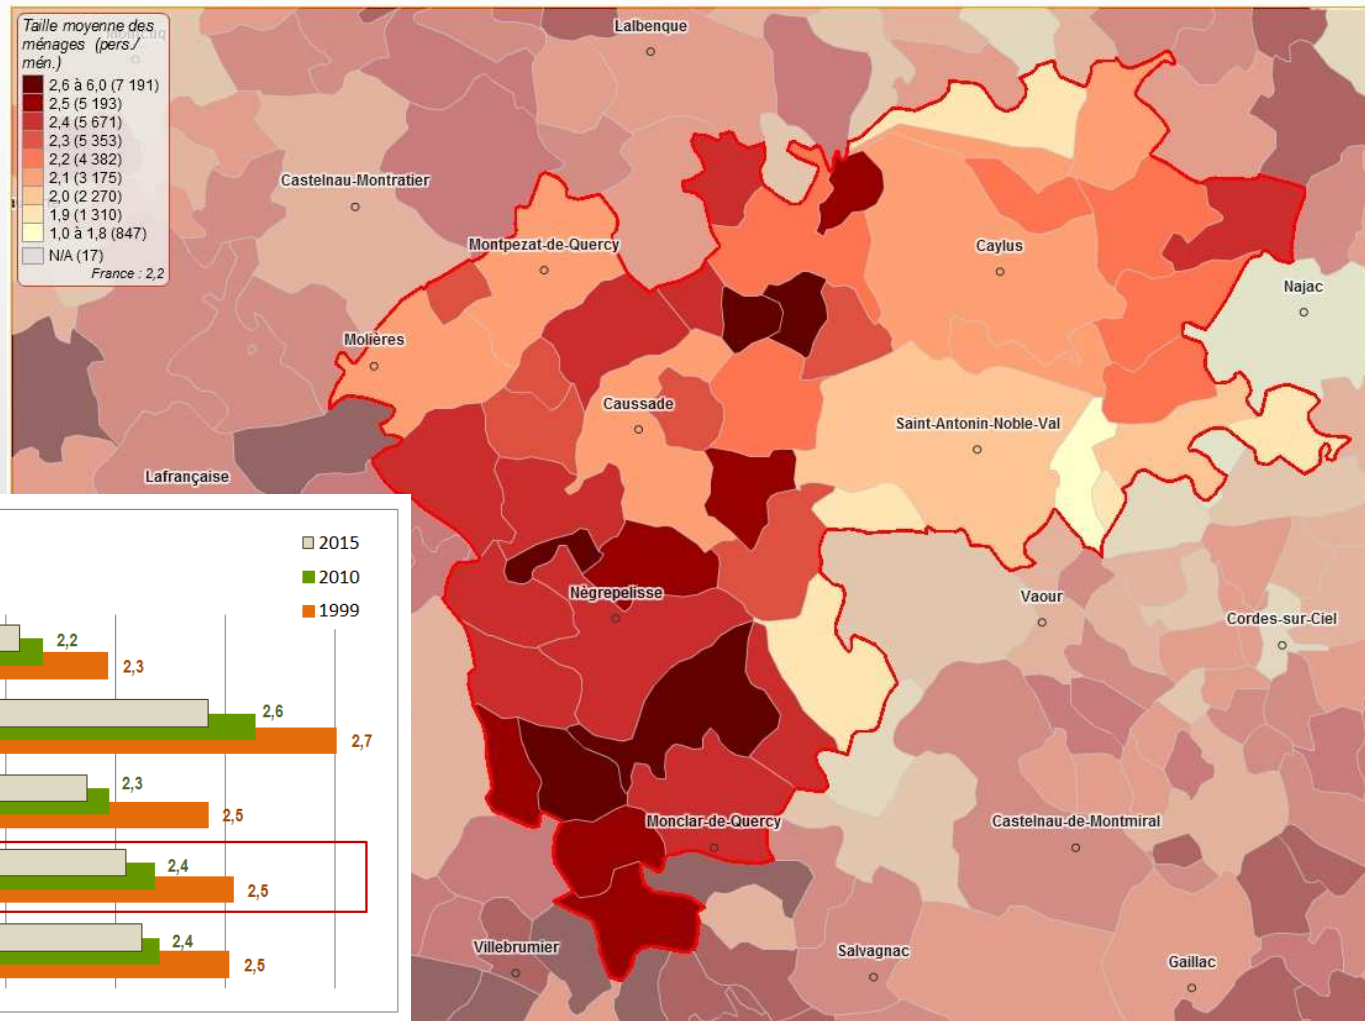 Taille moyenne des
ménages (pers./
mén.)
2,6 à 6,0 (7 191)
2,5 (5 193)
2,4 (5 671)
2,3 (5 353)
2,2 (4 382)
2,1 (3 175)
2,0 (2 270)
1,9 (1 310)
1,0 à 1,8 (847)
N/A (17)
France : 2,2
Lalbenque
Castelnau-Montratier
Montpezat-de-Quercy
Caylus
Najac
Molières
Caussade
Saint-Antonin-Noble-Val
Lafrançaise
Nègrepelisse
Vaour
Cordes-sur-Ciel
Monclar-de-Quercy
Castelnau-de-Montmiral
Villebrumier
Salvagnac
Gaillac
2015
2010
1999
2,2
2,3
2,6
2,7
2,3
2,5
2,4
2,5
2,4
2,5